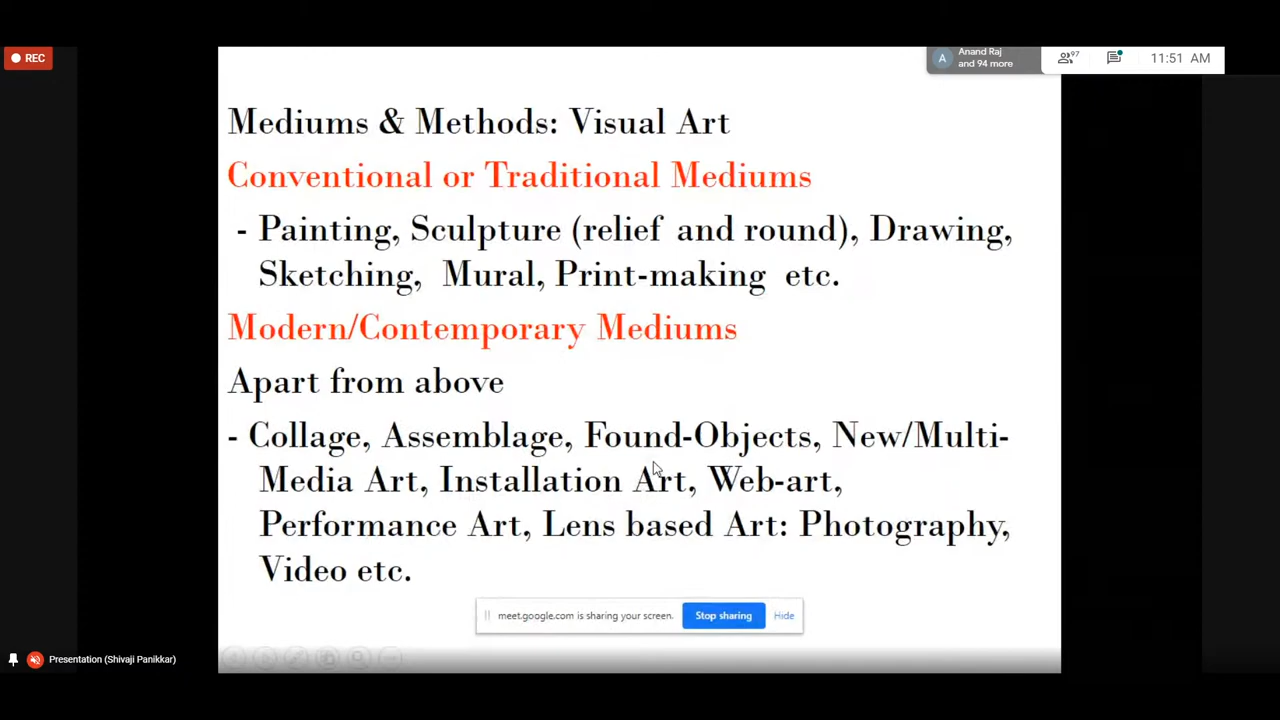 REC
Anand Raj
and 94 more
A
97
11:51 AM
Mediums & Methods: Visual Art
Conventional or Traditional Mediums
- Painting, Sculpture (relief and round), Drawing,
Sketching, Mural, Print-making etc.
Modern/Contemporary Mediums
Apart from above
- Collage, Assemblage, Found-Objects, New/Multi-
Media Art, Installation Art, Web-art,
Performance Art, Lens based Art: Photography,
Video etc.
meet.google.com is sharing your screen. Stop sharing Hide
Presentation (Shivaji Panikkar)